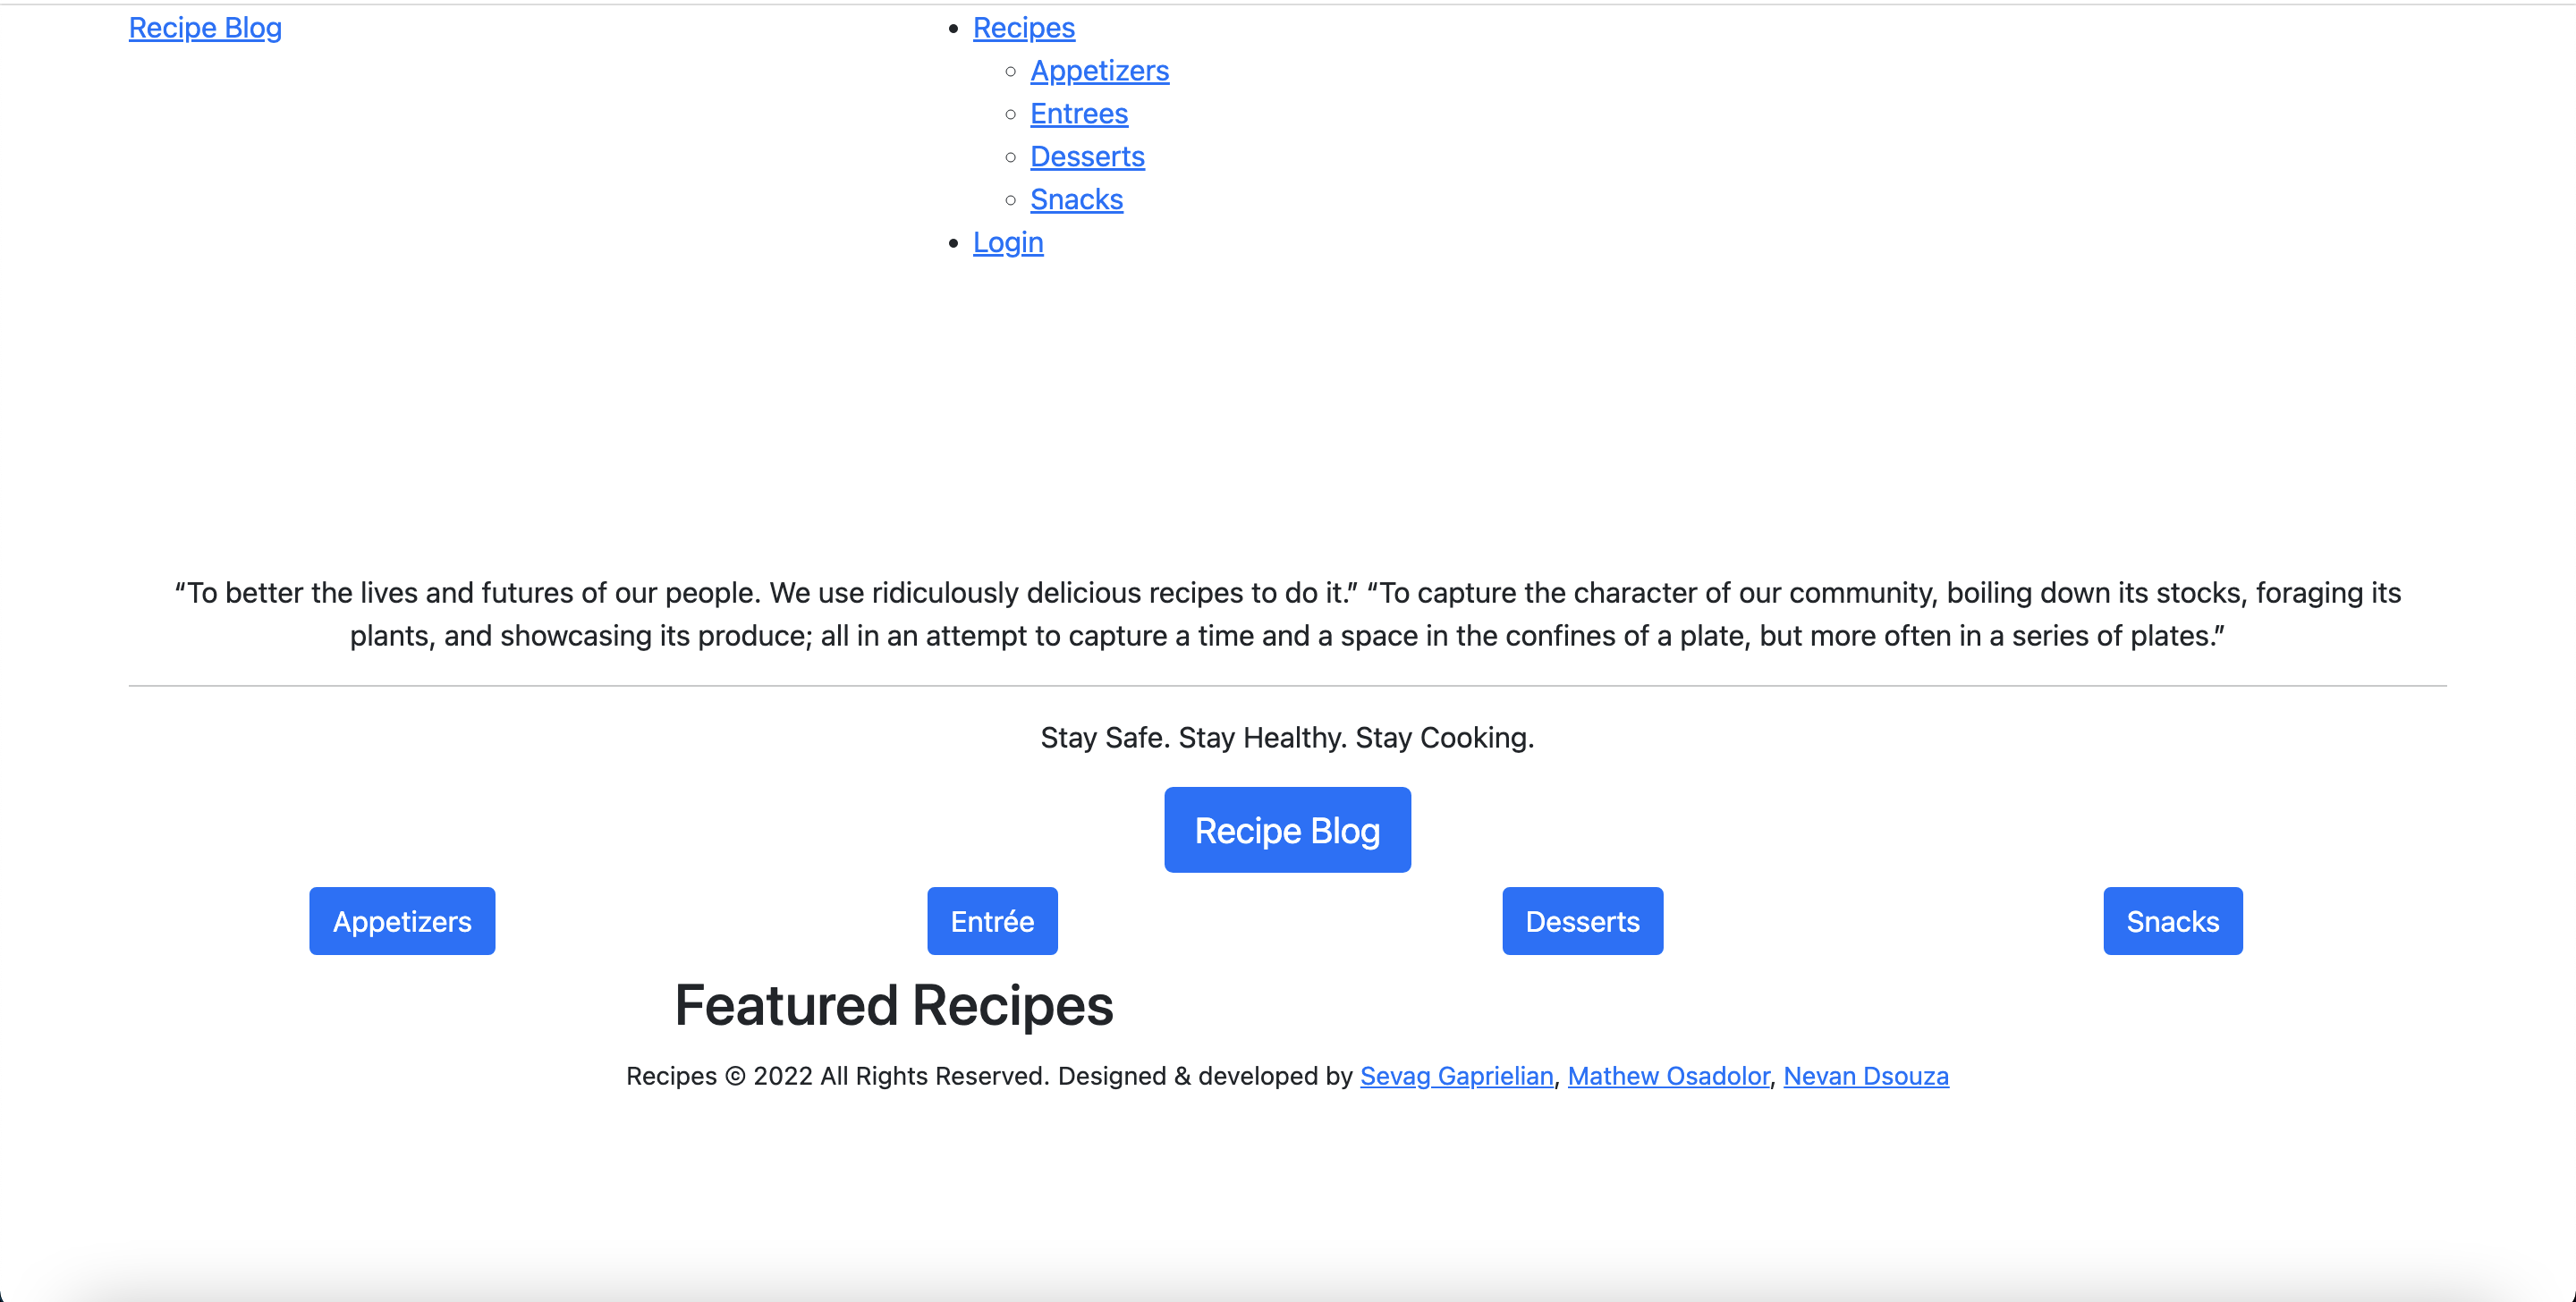 Recipe Blog
Recipes
Appetizers
Entrees
Desserts
Snacks
Login
“To better the lives and futures of our people. We use ridiculously delicious recipes to do it.” “To capture the character of our community, boiling down its stocks, foraging its
plants, and showcasing its produce; all in an attempt to capture a time and a space in the confines of a plate, but more often in a series of plates.”
Stay Safe. Stay Healthy. Stay Cooking.
Recipe Blog
Appetizers
Entrée
Desserts
Snacks
Featured Recipes
Recipes © 2022 All Rights Reserved. Designed & developed by Sevag Gaprielian, Mathew Osadolor, Nevan Dsouza